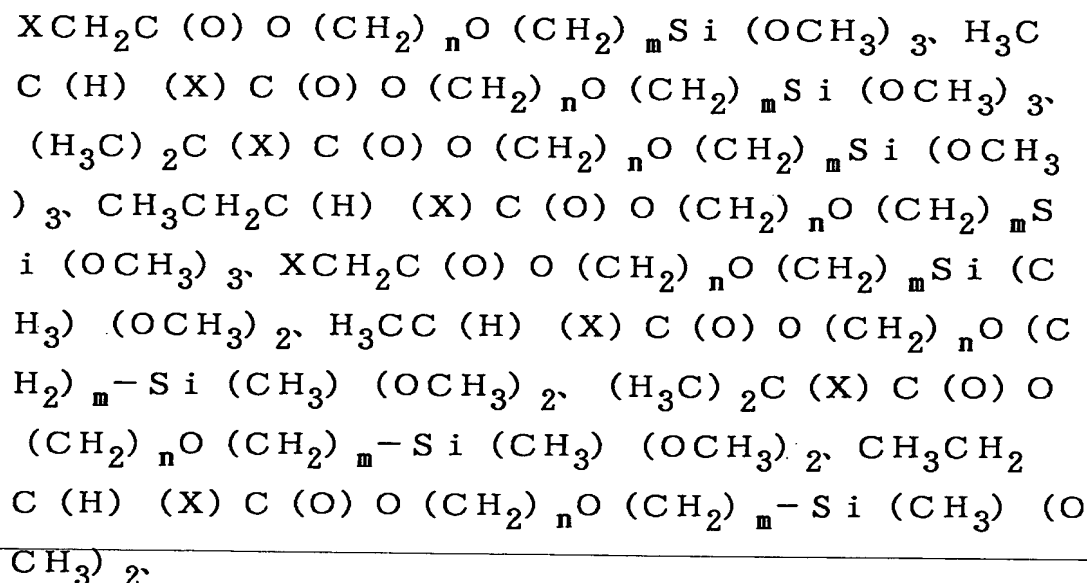 XCH₂C(O)O(CH₂)ₙO(CH₂)ₘSi(OCH₃)₃、H₃C
C(H)(X)C(O)O(CH₂)ₙO(CH₂)ₘSi(OCH₃)₃、
(H₃C)₂C(X)C(O)O(CH₂)ₙO(CH₂)ₘSi(OCH₃
)₃、CH₃CH₂C(H)(X)C(O)O(CH₂)ₙO(CH₂)ₘS
i(OCH₃)₃、XCH₂C(O)O(CH₂)ₙO(CH₂)ₘSi(C
H₃)(OCH₃)₂、H₃CC(H)(X)C(O)O(CH₂)ₙO(C
H₂)ₘ−Si(CH₃)(OCH₃)₂、(H₃C)₂C(X)C(O)O
(CH₂)ₙO(CH₂)ₘ−Si(CH₃)(OCH₃)₂、CH₃CH₂
C(H)(X)C(O)O(CH₂)ₙO(CH₂)ₘ−Si(CH₃)(O
CH₃)₂、